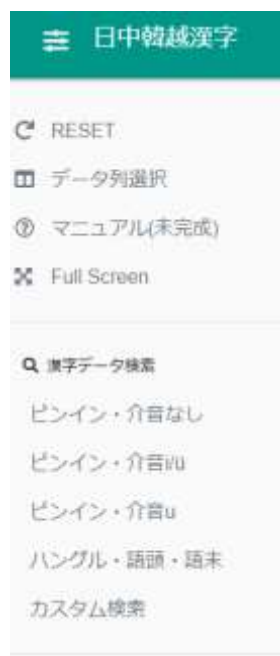 日中韓越漢字
RESET
データ列選択
マニュアル(未完成)
Full Screen
漢字データ検索
ピンイン・介音なし
ピンイン・介音i/ü
ピンイン・介音u
ハングル・語頭・語末
カスタム検索